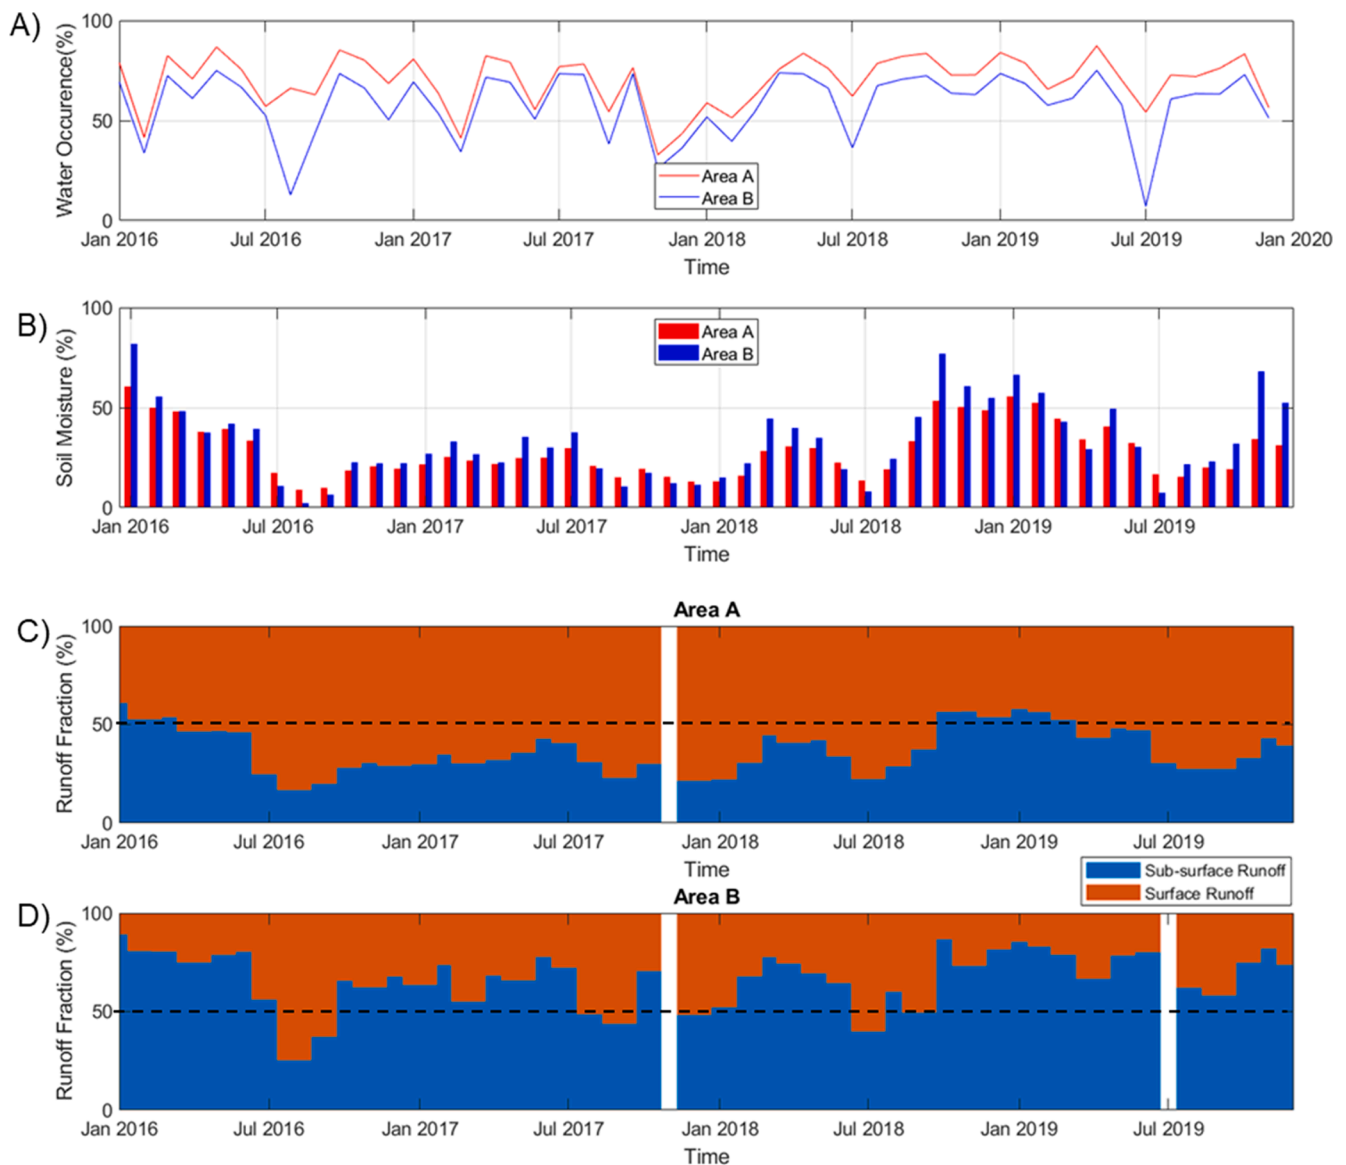 A)
Water Occurence(%)
100
50
0
Area A
Area B
Jan 2016 Jul 2016 Jan 2017 Jul 2017 Jan 2018 Jul 2018 Jan 2019 Jul 2019 Jan 2020
Time
B)
Soil Moisture (%)
100
50
0
Area A
Area B
Jan 2016 Jul 2016 Jan 2017 Jul 2017 Jan 2018 Jul 2018 Jan 2019 Jul 2019
Time
Area A
C)
Runoff Fraction (%)
100
50
0
Jan 2016 Jul 2016 Jan 2017 Jul 2017 Jan 2018 Jul 2018 Jan 2019 Jul 2019
Time
Sub-surface Runoff
Surface Runoff
Area B
D)
Runoff Fraction (%)
100
50
0
Jan 2016 Jul 2016 Jan 2017 Jul 2017 Jan 2018 Jul 2018 Jan 2019 Jul 2019
Time